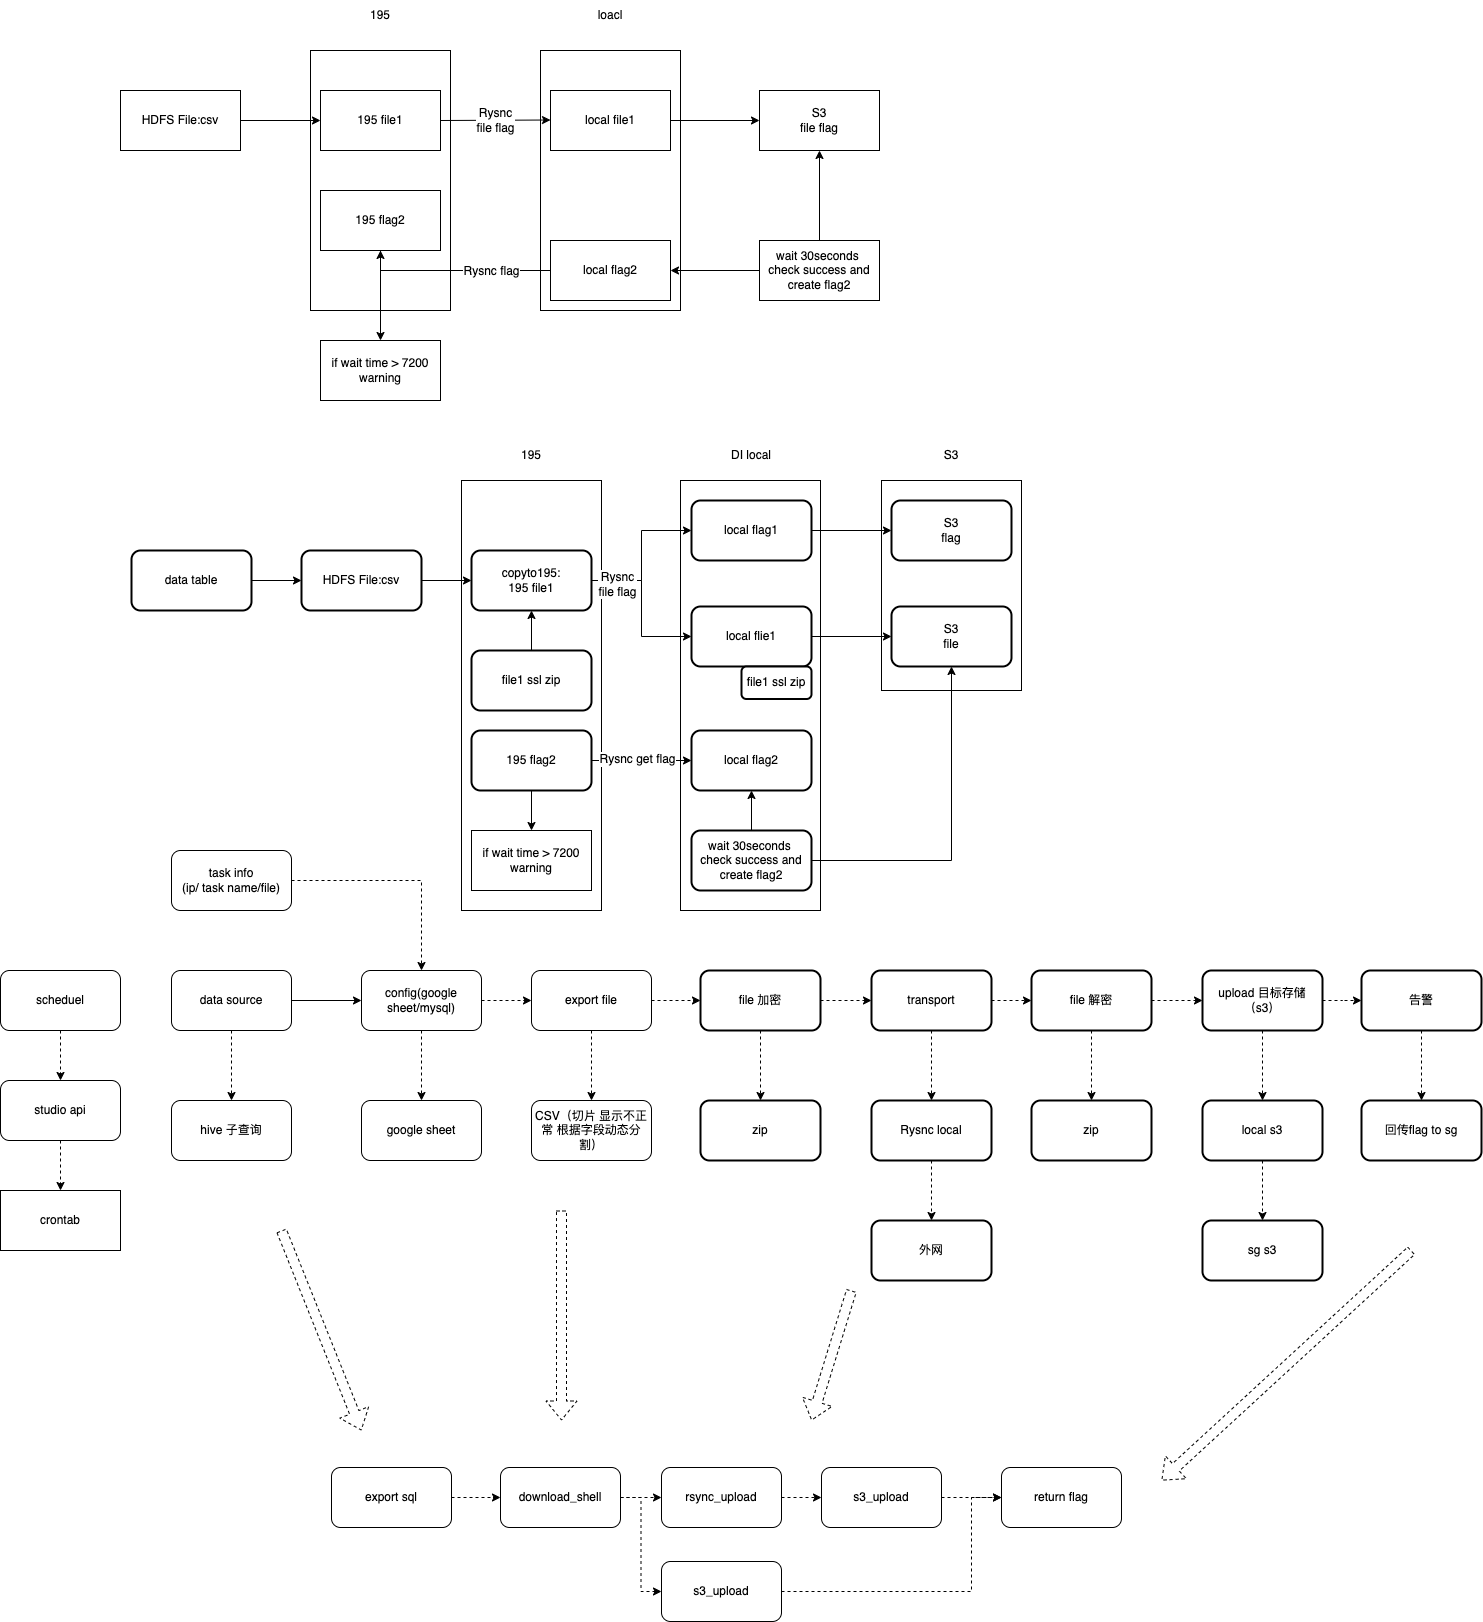 195
loacl
HDFS File:csv
195 file1
Rysnc
file flag
local file1
S3
file flag
195 flag2
Rysnc flag
local flag2
wait 30seconds
check success and
create flag2
if wait time > 7200
warning
195
DI local
S3
data table
HDFS File:csv
copyto195:
195 file1
Rysnc
file flag
local flag1
S3
flag
local flie1
S3
file
file1 ssl zip
file1 ssl zip
195 flag2
Rysnc get flag
local flag2
if wait time > 7200
warning
wait 30seconds
check success and
create flag2
task info
(ip/ task name/file)
scheduel
data source
config(google
sheet/mysql)
export file
file 加密
transport
file 解密
upload 目标存储
（s3）
告警
studio api
hive 子查询
google sheet
CSV（切片 显示不正
常 根据字段动态分
割）
zip
Rysnc local
zip
local s3
回传flag to sg
crontab
外网
sg s3
export sql
download_shell
rsync_upload
s3_upload
return flag
s3_upload